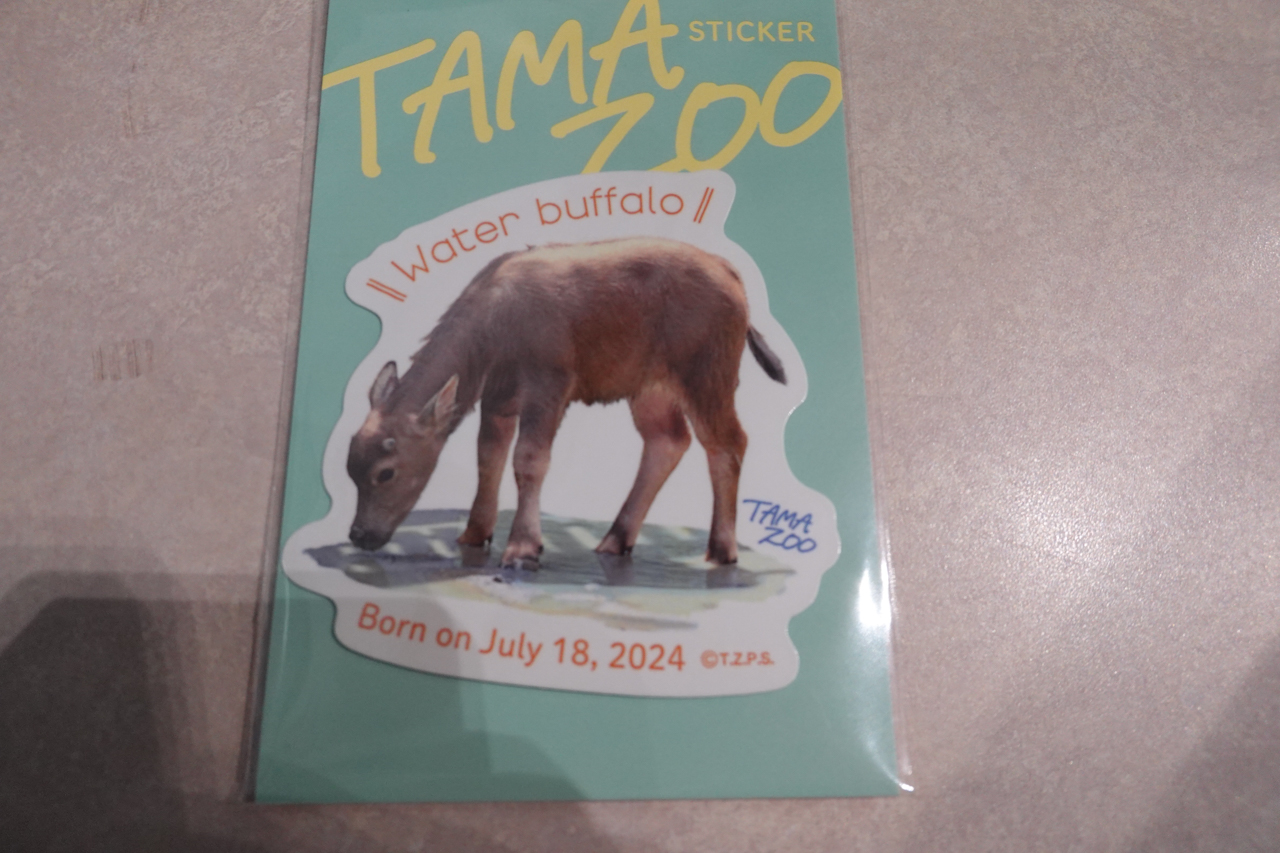 TAMA STICKER
ZOO
Water buffalo
TAMA
ZOO
Born on July 18, 2024 ©T.Z.P.S.